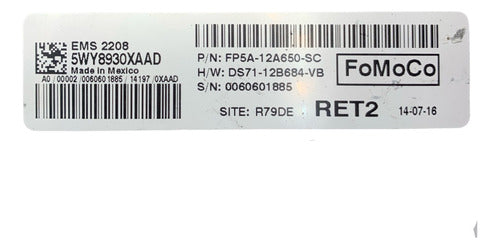 EMS 2208
5WY8930XAAD
Made in Mexico
A0 / 00002 / 0060601885 / 14197 / 0XAAD
P/N: FP5A-12A650-SC
H/W: DS71-12B684-VB
S/N: 0060601885
FoMoCo
SITE: R79DE RET2 14-07-16